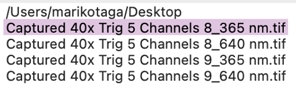 /Users/marikotaga/Desktop
Captured 40x Trig 5 Channels 8_365 nm.tif
Captured 40x Trig 5 Channels 8_640 nm.tif
Captured 40x Trig 5 Channels 9_365 nm.tif
Captured 40x Trig 5 Channels 9_640 nm.tif